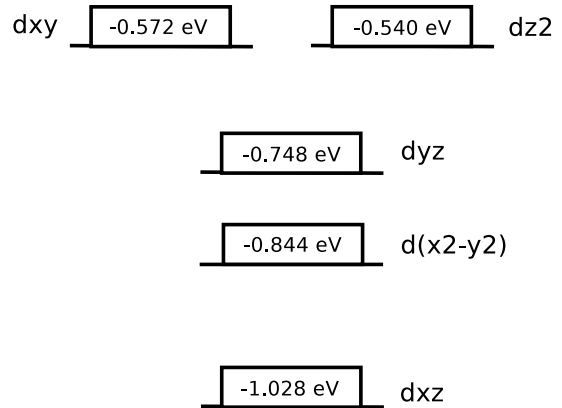 dxy -0.572 eV -0.540 eV dz2
-0.748 eV dyz
-0.844 eV d(x2-y2)
-1.028 eV dxz